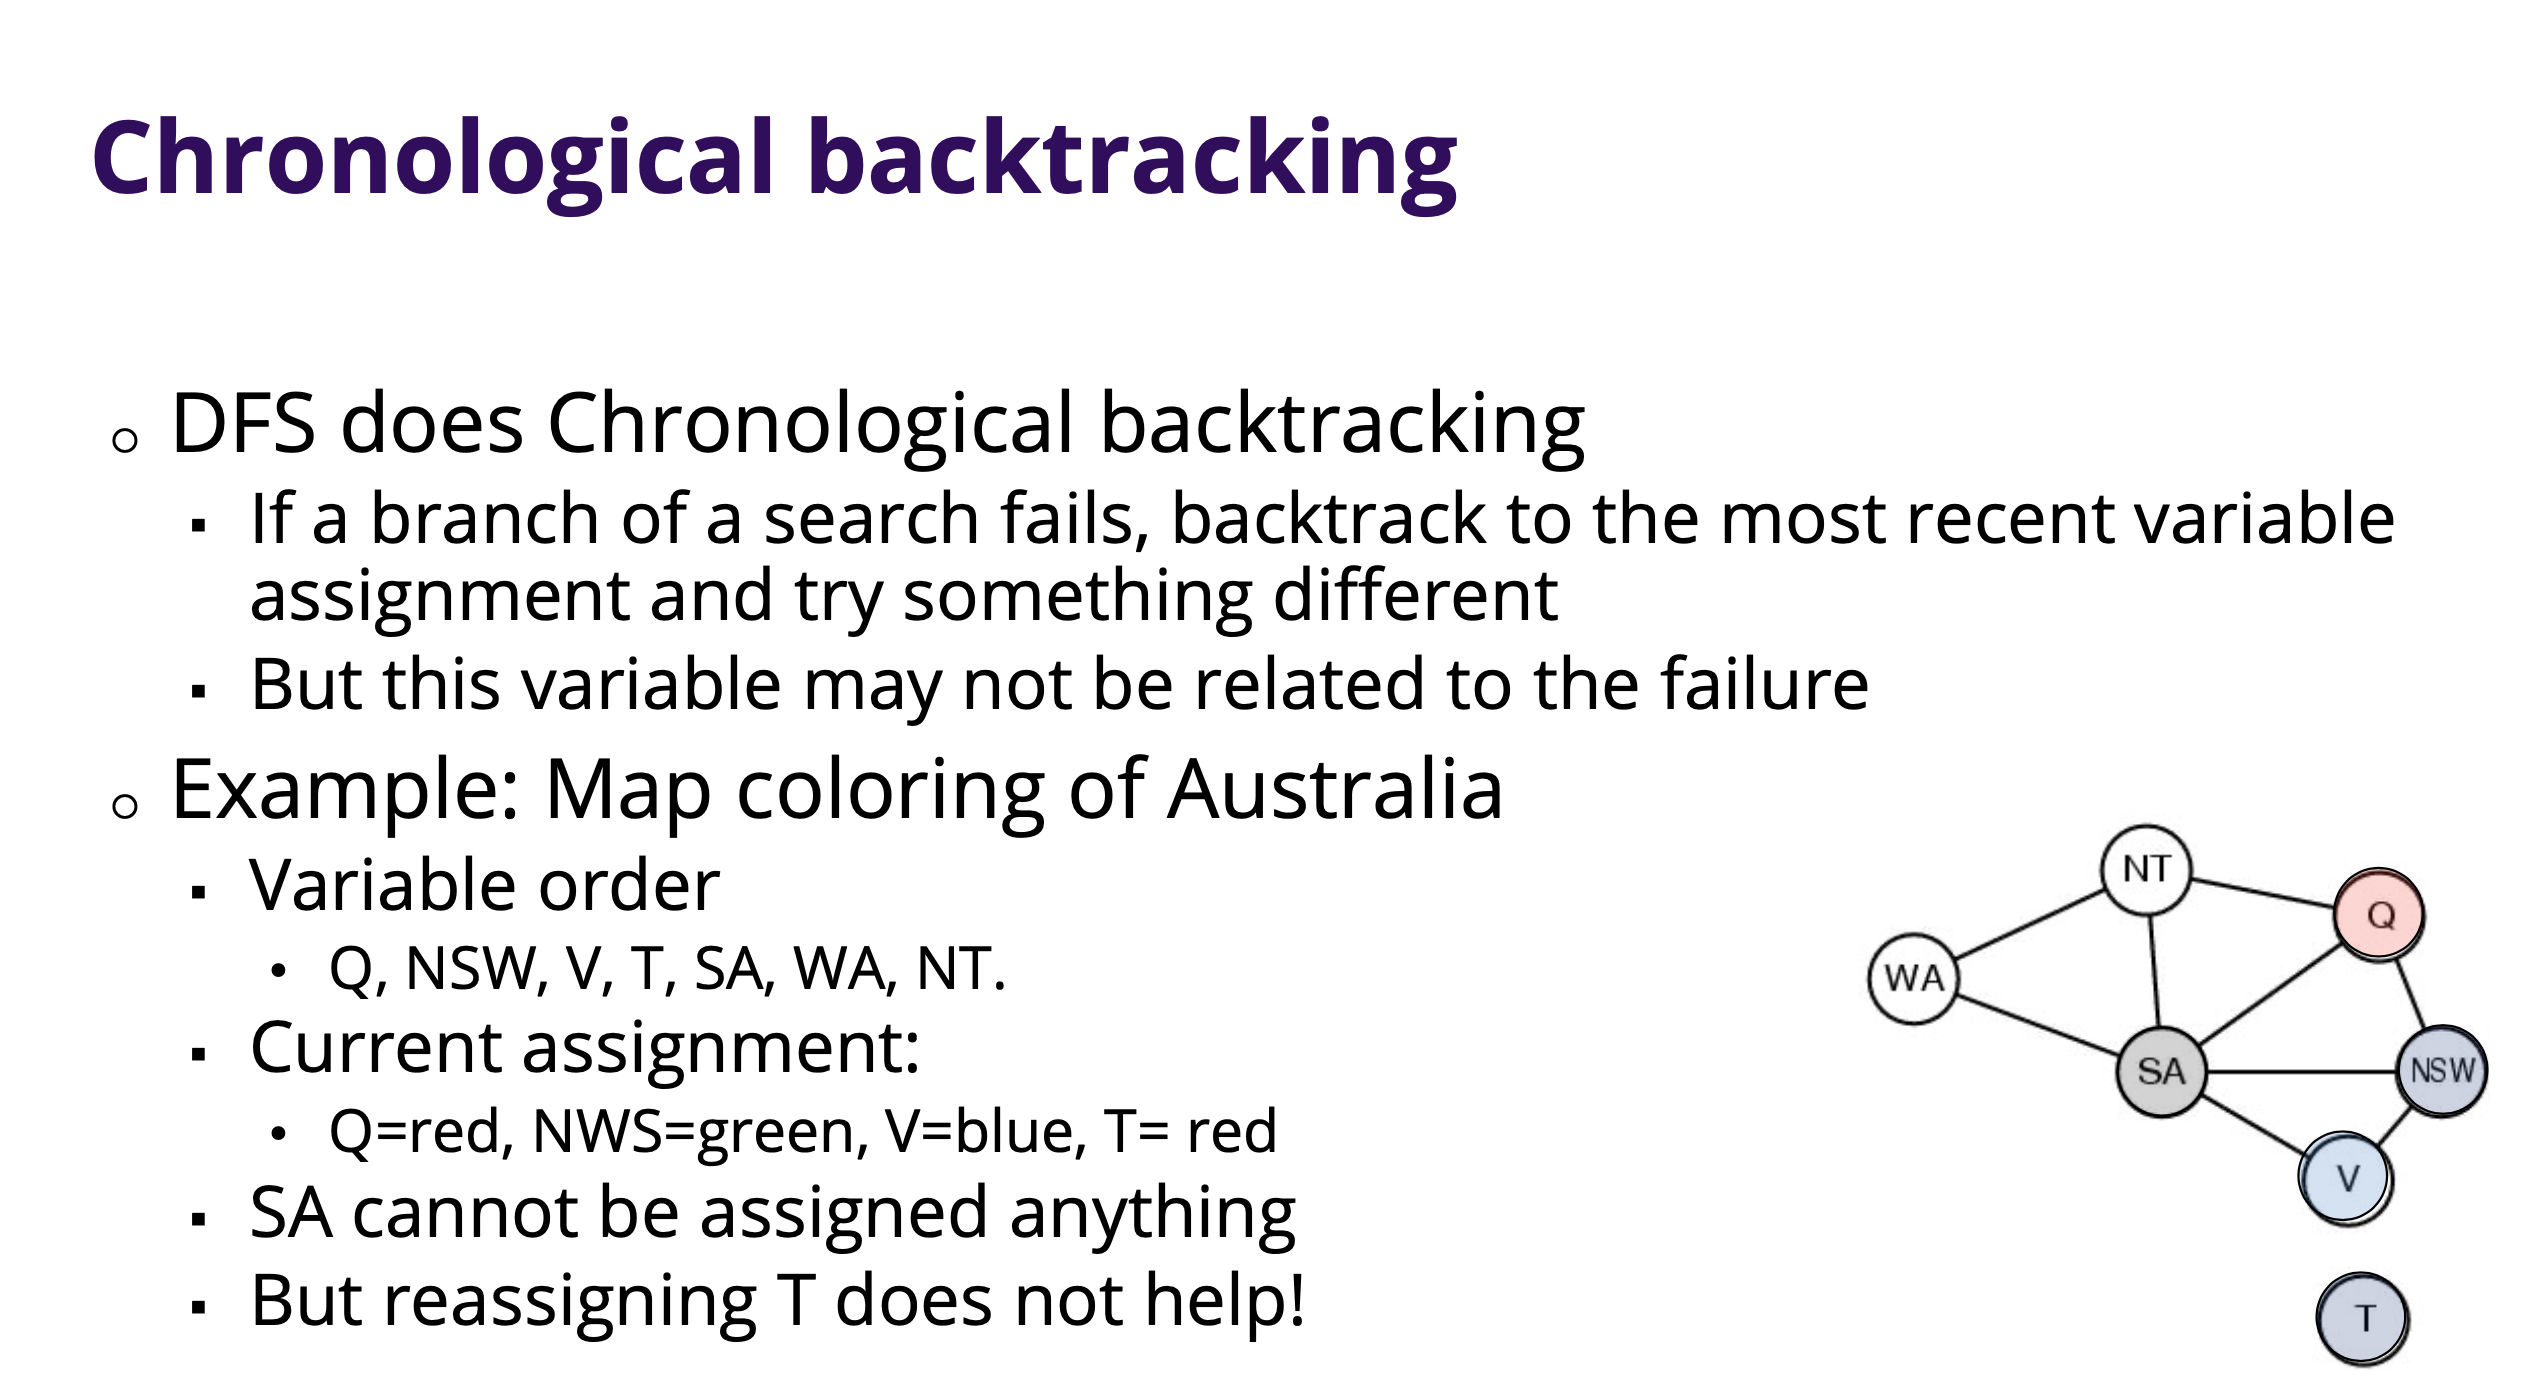 Chronological backtracking
DFS does Chronological backtracking
If a branch of a search fails, backtrack to the most recent variable
assignment and try something different
But this variable may not be related to the failure
Example: Map coloring of Australia
Variable order
Q, NSW, V, T, SA, WA, NT.
Current assignment:
Q=red, NWS=green, V=blue, T= red
SA cannot be assigned anything
But reassigning T does not help!
NT
Q
WA
SA
NSW
V
T